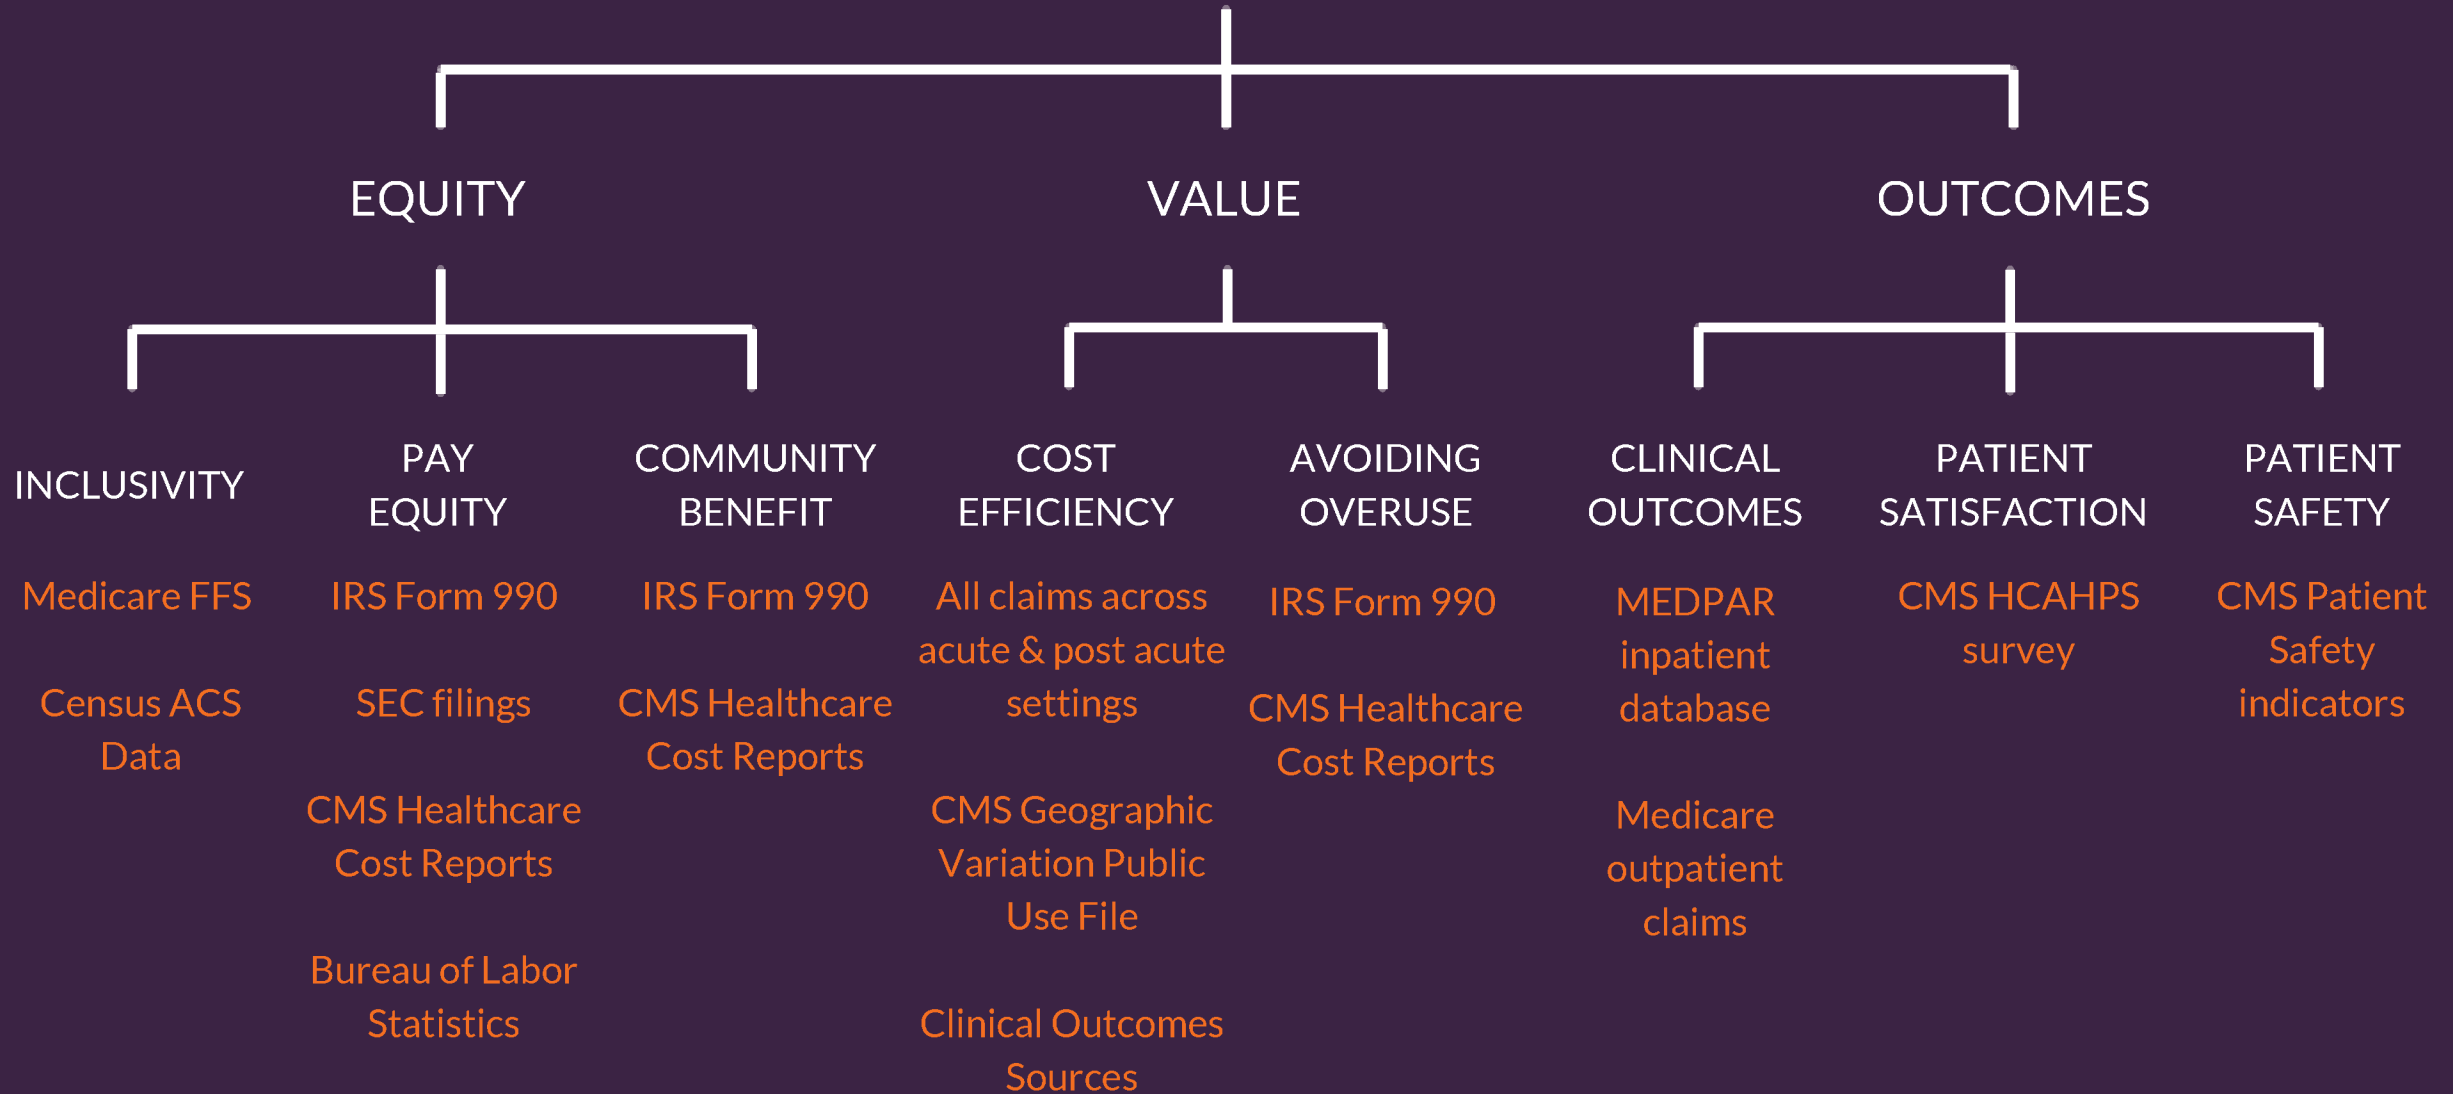 EQUITY
VALUE
OUTCOMES
INCLUSIVITY
Medicare FFS
Census ACS
Data
PAY
EQUITY
IRS Form 990
SEC filings
CMS Healthcare
Cost Reports
Bureau of Labor
Statistics
COMMUNITY
BENEFIT
IRS Form 990
CMS Healthcare
Cost Reports
COST
EFFICIENCY
All claims across
acute & post acute
settings
CMS Geographic
Variation Public
Use File
Clinical Outcomes
Sources
AVOIDING
OVERUSE
IRS Form 990
CMS Healthcare
Cost Reports
CLINICAL
OUTCOMES
MEDPAR
inpatient
database
Medicare
outpatient
claims
PATIENT
SATISFACTION
CMS HCAHPS
survey
PATIENT
SAFETY
CMS Patient
Safety
indicators